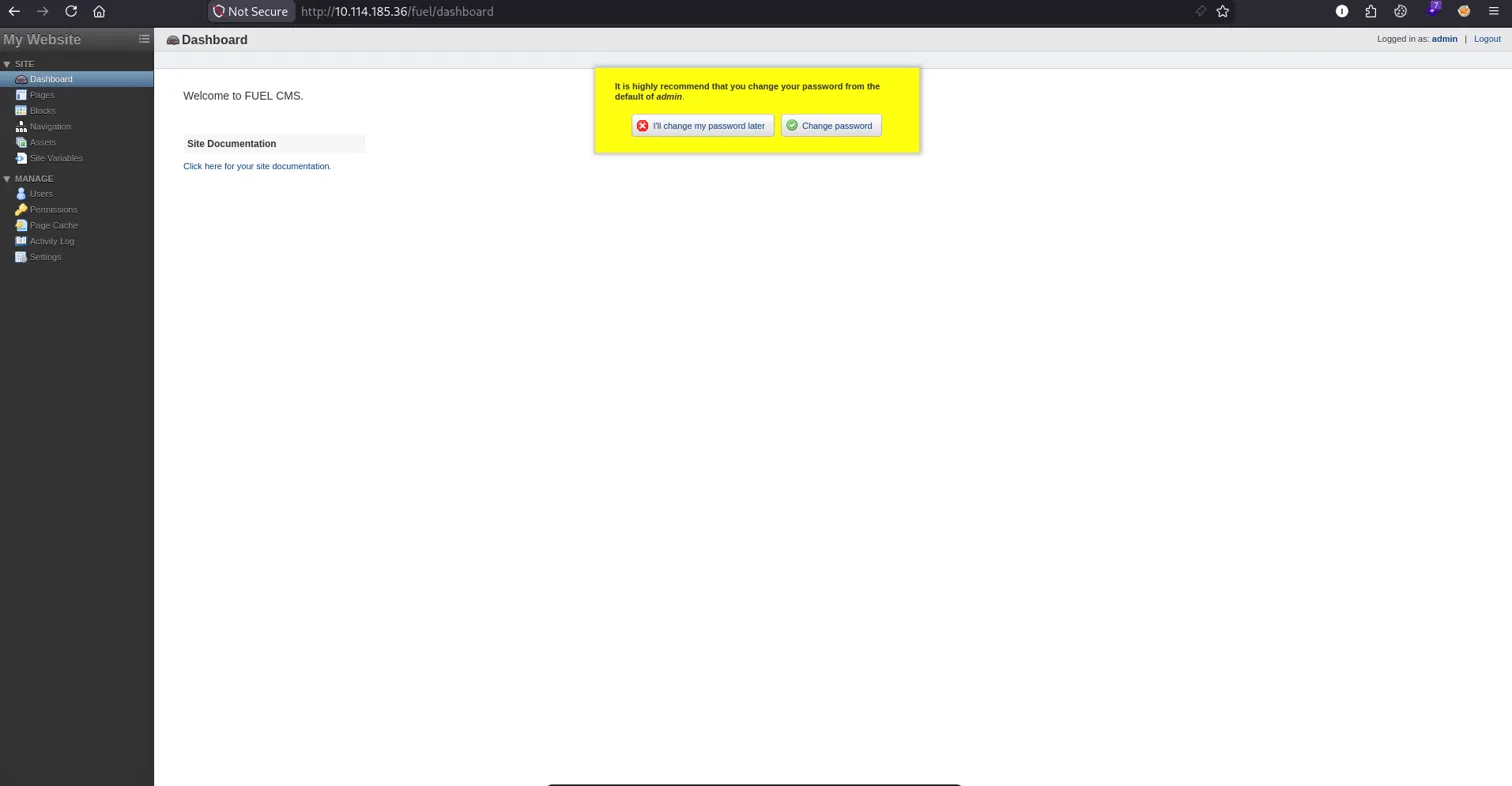 Not Secure http://10.114.185.36/fuel/dashboard
7
My Website
Dashboard
Logged in as: admin | Logout
SITE
Dashboard
Pages
Blocks
Navigation
Assets
Site Variables
MANAGE
Users
Permissions
Page Cache
Activity Log
Settings
Welcome to FUEL CMS.
Site Documentation
Click here for your site documentation.
It is highly recommend that you change your password from the
default of admin.
I'll change my password later Change password